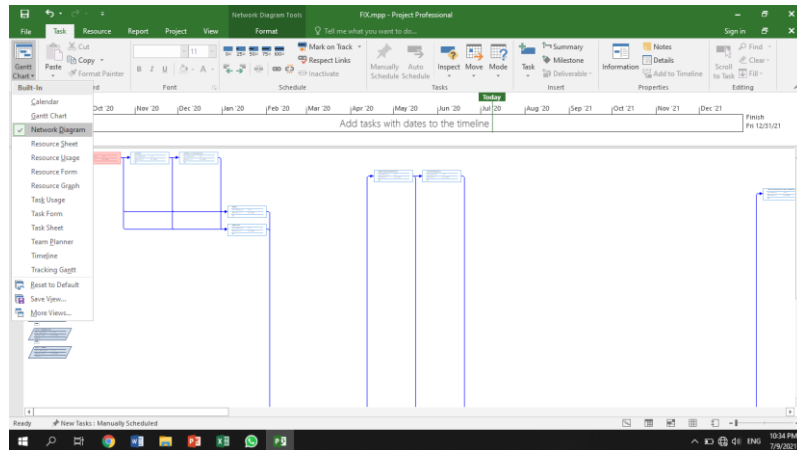 Network Diagram Tools
FIX.mpp - Project Professional
File Task Resource Report Project View Format Tell me what you want to do... Sign in
Gantt Chart
Paste
Cut
Copy
Format Painter
11
B I U
Mark on Track
Respect Links
Inactivate
Manually Schedule
Auto Schedule
Inspect
Move
Mode
Task
Summary
Milestone
Deliverable
Information
Notes
Details
Add to Timeline
Scroll to Task
Find
Clear
Fill
Font Schedule Tasks Insert Properties Editing
Built-In
Calendar
Gantt Chart
Network Diagram
Resource Sheet
Resource Usage
Resource Form
Resource Graph
Task Usage
Task Form
Task Sheet
Team Planner
Timeline
Tracking Gantt
Reset to Default
Save View...
More Views...
Today
Oct '20 Nov '20 Dec '20 Jan '20 Feb '20 Mar '20 Apr '20 May '20 Jun '20 Jul '20 Aug '20 Sep '21 Oct '21 Nov '21 Dec '21
Add tasks with dates to the timeline
Finish
Fri 12/31/21
Ready New Tasks : Manually Scheduled
ENG
10:34 PM
7/9/2021